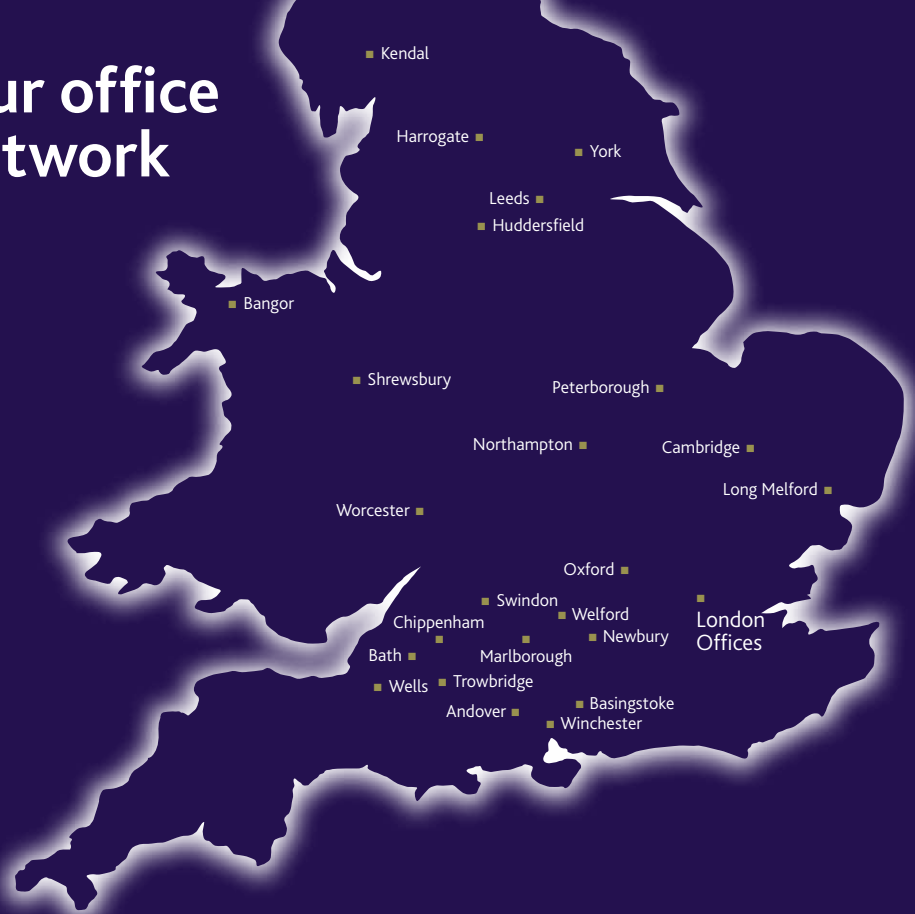 ur office
twork
Kendal
Harrogate
York
Leeds
Huddersfield
Bangor
Shrewsbury
Peterborough
Northampton
Cambridge
Long Melford
Worcester
Oxford
Swindon
Welford
London
Offices
Chippenham
Newbury
Bath
Marlborough
Wells
Trowbridge
Andover
Basingstoke
Winchester